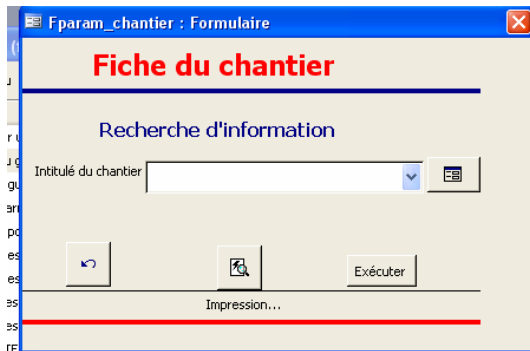 Fparam_chantier : Formulaire
Fiche du chantier
Recherche d'information
Intitulé du chantier
Exécuter
Impression...